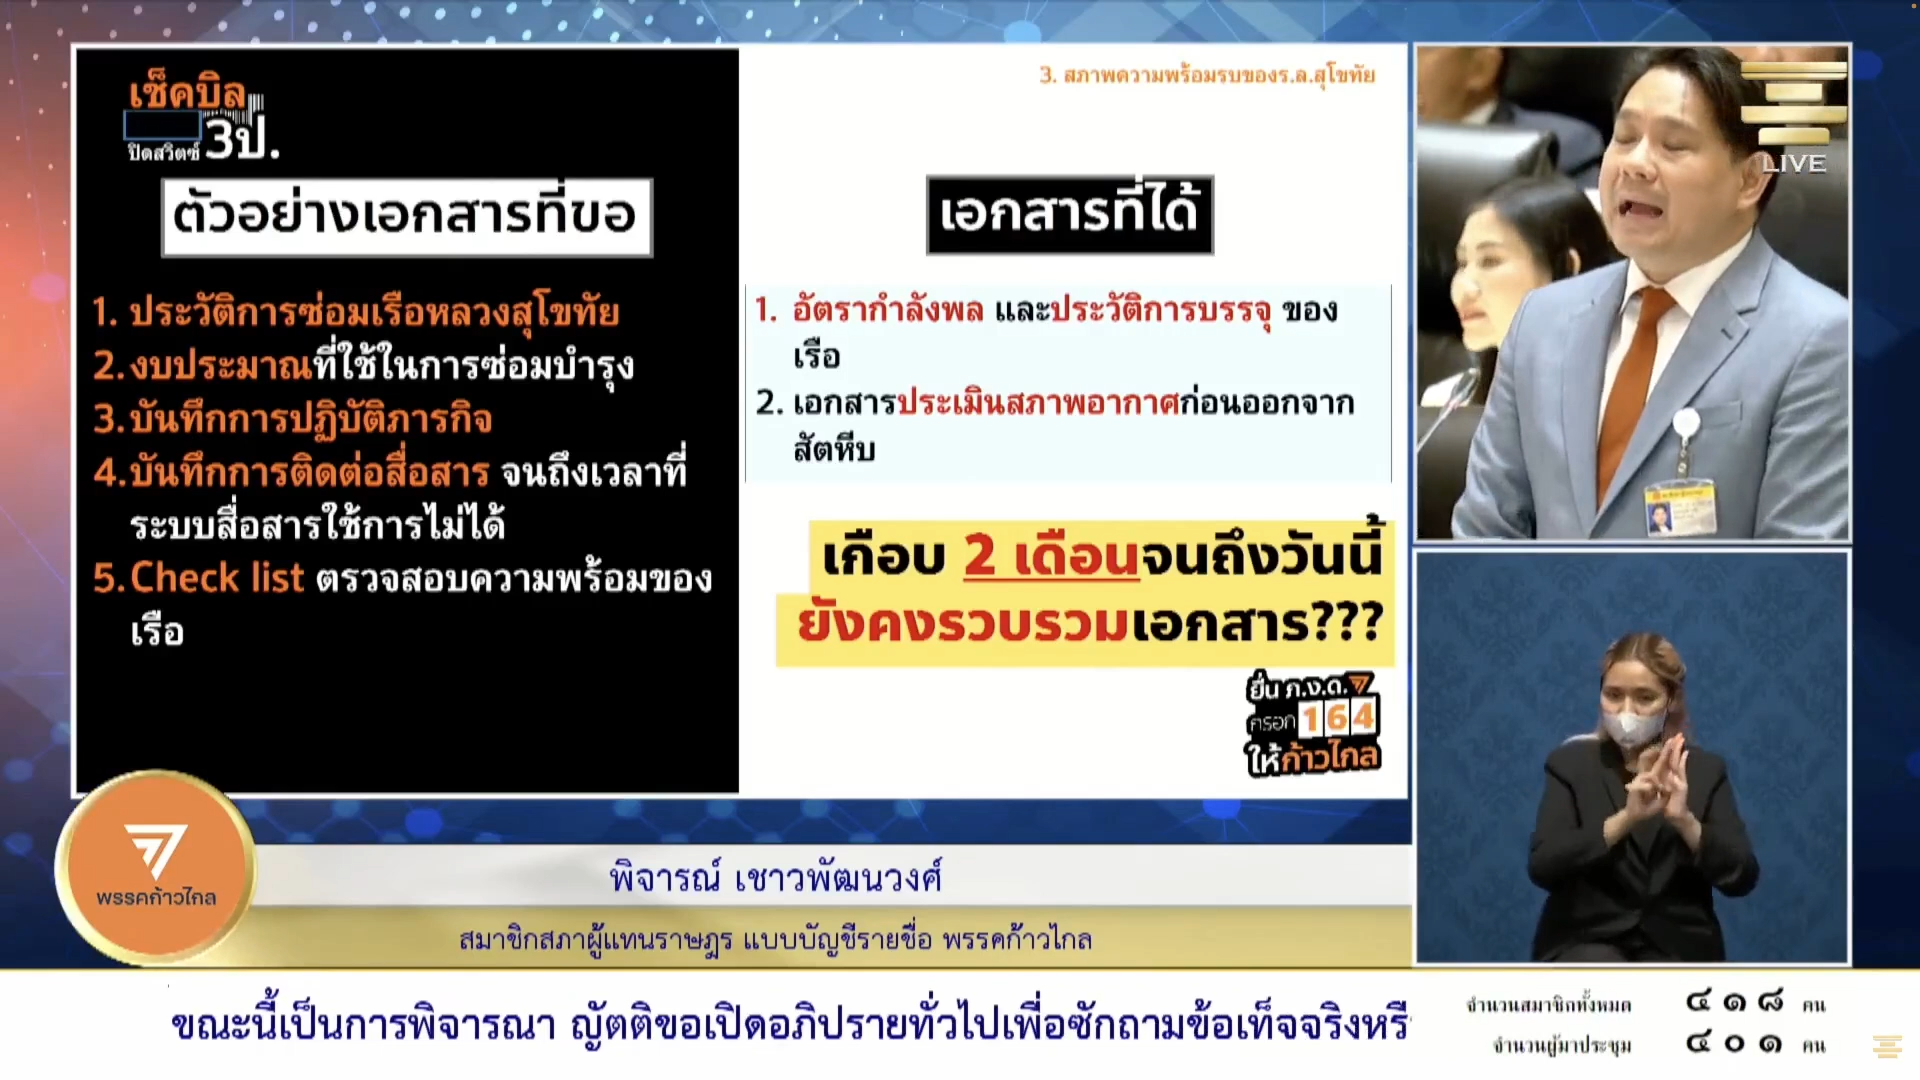 เช็คบิล
ปิดสวิตซ์ 3ป.
ตัวอย่างเอกสารที่ขอ
1. ประวัติการซ่อมเรือหลวงสุโขทัย
2. งบประมาณที่ใช้ในการซ่อมบำรุง
3. บันทึกการปฏิบัติภารกิจ
4. บันทึกการติดต่อสื่อสาร จนถึงเวลาที่
ระบบสื่อสารใช้การไม่ได้
5. Check list ตรวจสอบความพร้อมของ
เรือ
3. สภาพความพร้อมรบของร.ล.สุโขทัย
เอกสารที่ได้
1. อัตรากำลังพล และประวัติการบรรจุ ของ
เรือ
2. เอกสารประเมินสภาพอากาศก่อนออกจาก
สัตหีบ
เกือบ 2 เดือนจนถึงวันนี้
ยังคงรวบรวมเอกสาร???
ยื่น ภ.ง.ด.
กรอก 164
ให้ก้าวไกล
LIVE
พรรคก้าวไกล
พิจารณ์ เชาวพัฒนวงศ์
สมาชิกสภาผู้แทนราษฎร แบบบัญชีรายชื่อ พรรคก้าวไกล
ขณะนี้เป็นการพิจารณา ญัตติขอเปิดอภิปรายทั่วไปเพื่อซักถามข้อเท็จจริงหรื
จำนวนสมาชิกทั้งหมด ๔๑๘ คน
จำนวนผู้มาประชุม ๔๐๑ คน